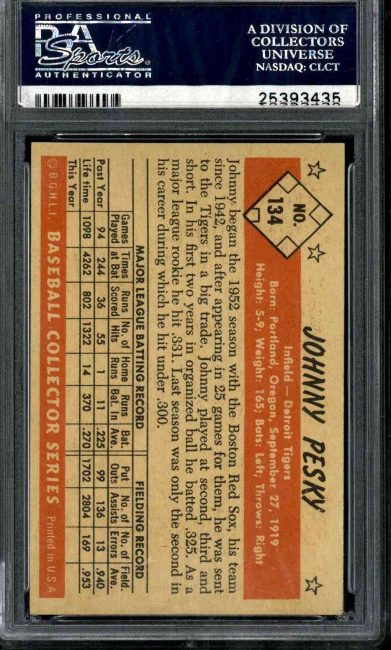 PROFESSIONAL
PSA
Sports
AUTHENTICATOR
A DIVISION OF
COLLECTORS
UNIVERSE
NASDAQ: CLCT
25393435
NO.
134
JOHNNY PESKY
Infield—Detroit Tigers
Born: Portland, Oregon, September 27, 1919
Height: 5-9; Weight: 165; Bats: Left; Throws: Right
Johnny began the 1952 season with the Boston Red Sox, his team
since 1942, and after appearing in 25 games for them, he was sent
to the Tigers in a big trade. Johnny played at second, third and
short. In his first two years in organized ball he batted .325. As a
major league rookie he hit .331. Last season was only the second in
his career during which he hit under .300.
MAJOR LEAGUE BATTING RECORD FIELDING RECORD
Games Times Runs No. of Home Runs Bat. Put No. of No. of Field.
Played at Bat Scored Hits Runs Bat. In Ave. Outs Assists Errors Ave.
Past Year 94 244 36 55 1 11 .225 99 136 13 .940
Life time 1098 4262 802 1322 14 370 .270 1702 2804 169 .953
This Year
© B.G.H.L.I. BASEBALL COLLECTOR SERIES Printed in U.S.A